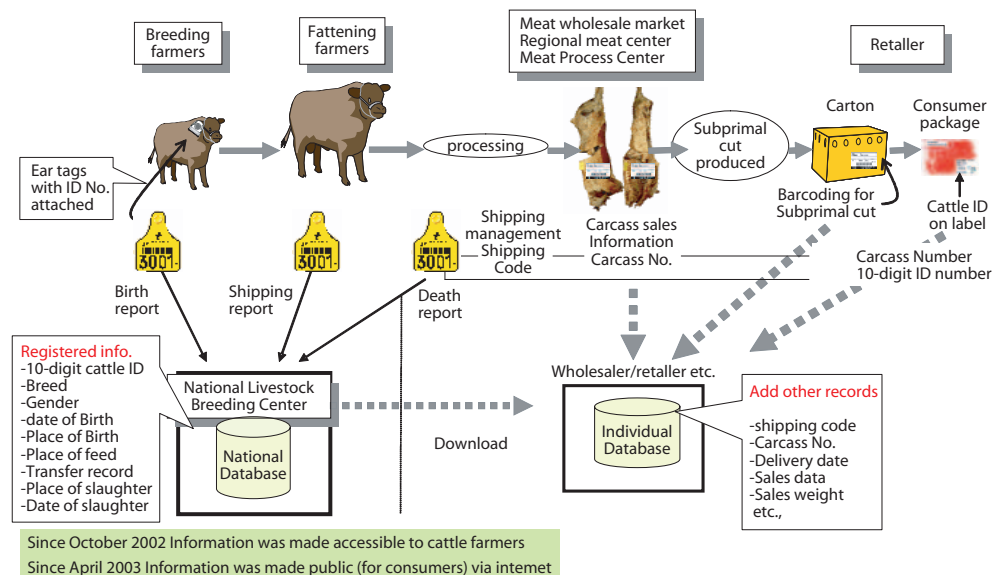 Breeding
farmers
Fattening
farmers
Meat wholesale market
Regional meat center
Meat Process Center
Retaller
Ear tags
with ID No.
attached
processing
Subprimal
cut
produced
Carton
Consumer
package
Barcoding for
Subprimal cut
Cattle ID
on label
3001-
3001-
3001-
Shipping
management
Shipping
Code
Carcass sales
Information
Carcass No.
Carcass Number
10-digit ID number
Birth
report
Shipping
report
Death
report
Registered info.
-10-digit cattle ID
-Breed
-Gender
-date of Birth
-Place of Birth
-Place of feed
-Transfer record
-Place of slaughter
-Date of slaughter
National Livestock
Breeding Center
National
Database
Download
Wholesaler/retaller etc.
Individual
Database
Add other records
-shipping code
-Carcass No.
-Delivery date
-Sales data
-Sales weight
etc.,
Since October 2002 Information was made accessible to cattle farmers
Since April 2003 Information was made public (for consumers) via intemet